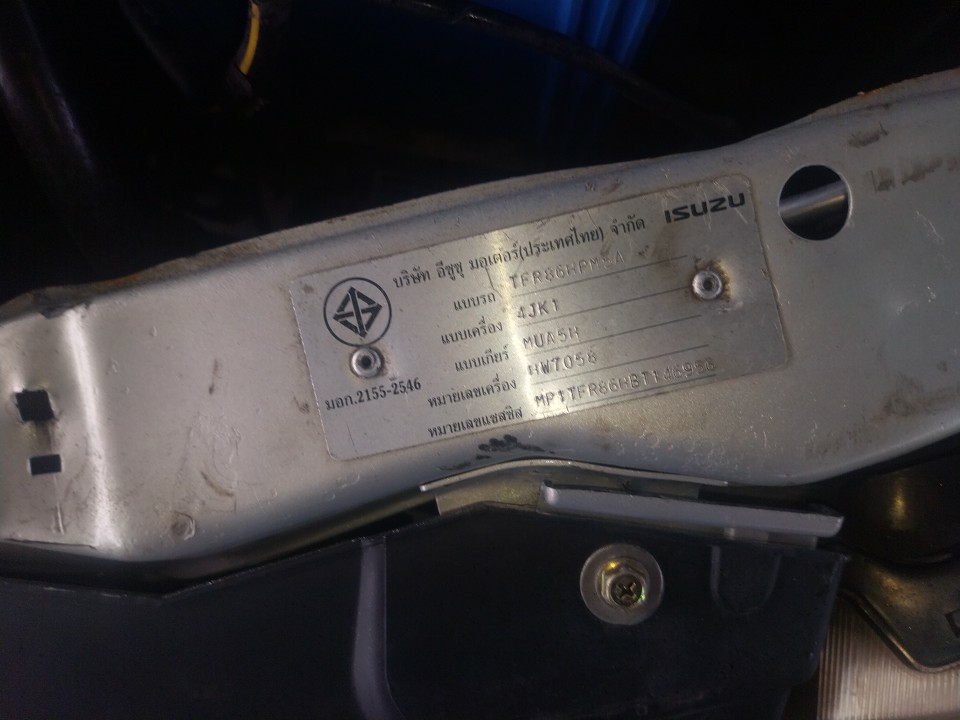 ISUZU
บริษัท อีซูซุ มอเตอร์(ประเทศไทย) จำกัด
แบบรถ TFR86HPM5A
แบบเครื่อง 4JK1
แบบเกียร์ MUA5H
หมายเลขเครื่อง HW7058
หมายเลขแชสซิส
มอก.2155-2546